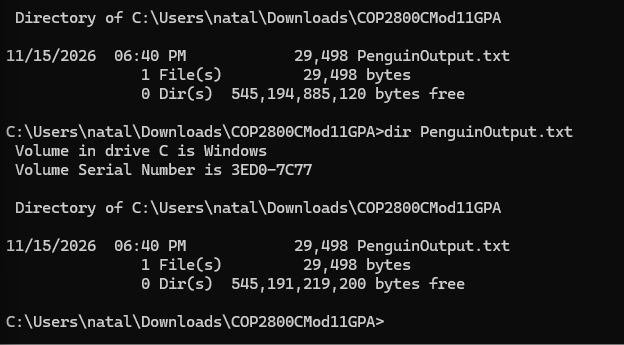 Directory of C:\Users\natal\Downloads\COP2800CMod11GPA
11/15/2026  06:40 PM            29,498 PenguinOutput.txt
               1 File(s)         29,498 bytes
               0 Dir(s)  545,194,885,120 bytes free
C:\Users\natal\Downloads\COP2800CMod11GPA>dir PenguinOutput.txt
 Volume in drive C is Windows
 Volume Serial Number is 3ED0-7C77
 Directory of C:\Users\natal\Downloads\COP2800CMod11GPA
11/15/2026  06:40 PM            29,498 PenguinOutput.txt
               1 File(s)         29,498 bytes
               0 Dir(s)  545,191,219,200 bytes free
C:\Users\natal\Downloads\COP2800CMod11GPA>